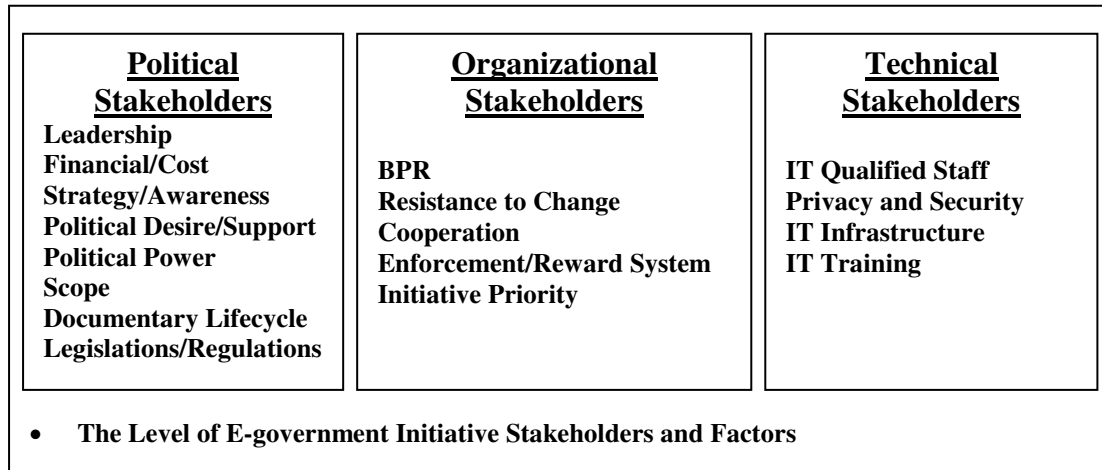 Political
Stakeholders
Leadership
Financial/Cost
Strategy/Awareness
Political Desire/Support
Political Power
Scope
Documentary Lifecycle
Legislations/Regulations
Organizational
Stakeholders
BPR
Resistance to Change
Cooperation
Enforcement/Reward System
Initiative Priority
Technical
Stakeholders
IT Qualified Staff
Privacy and Security
IT Infrastructure
IT Training
• The Level of E-government Initiative Stakeholders and Factors